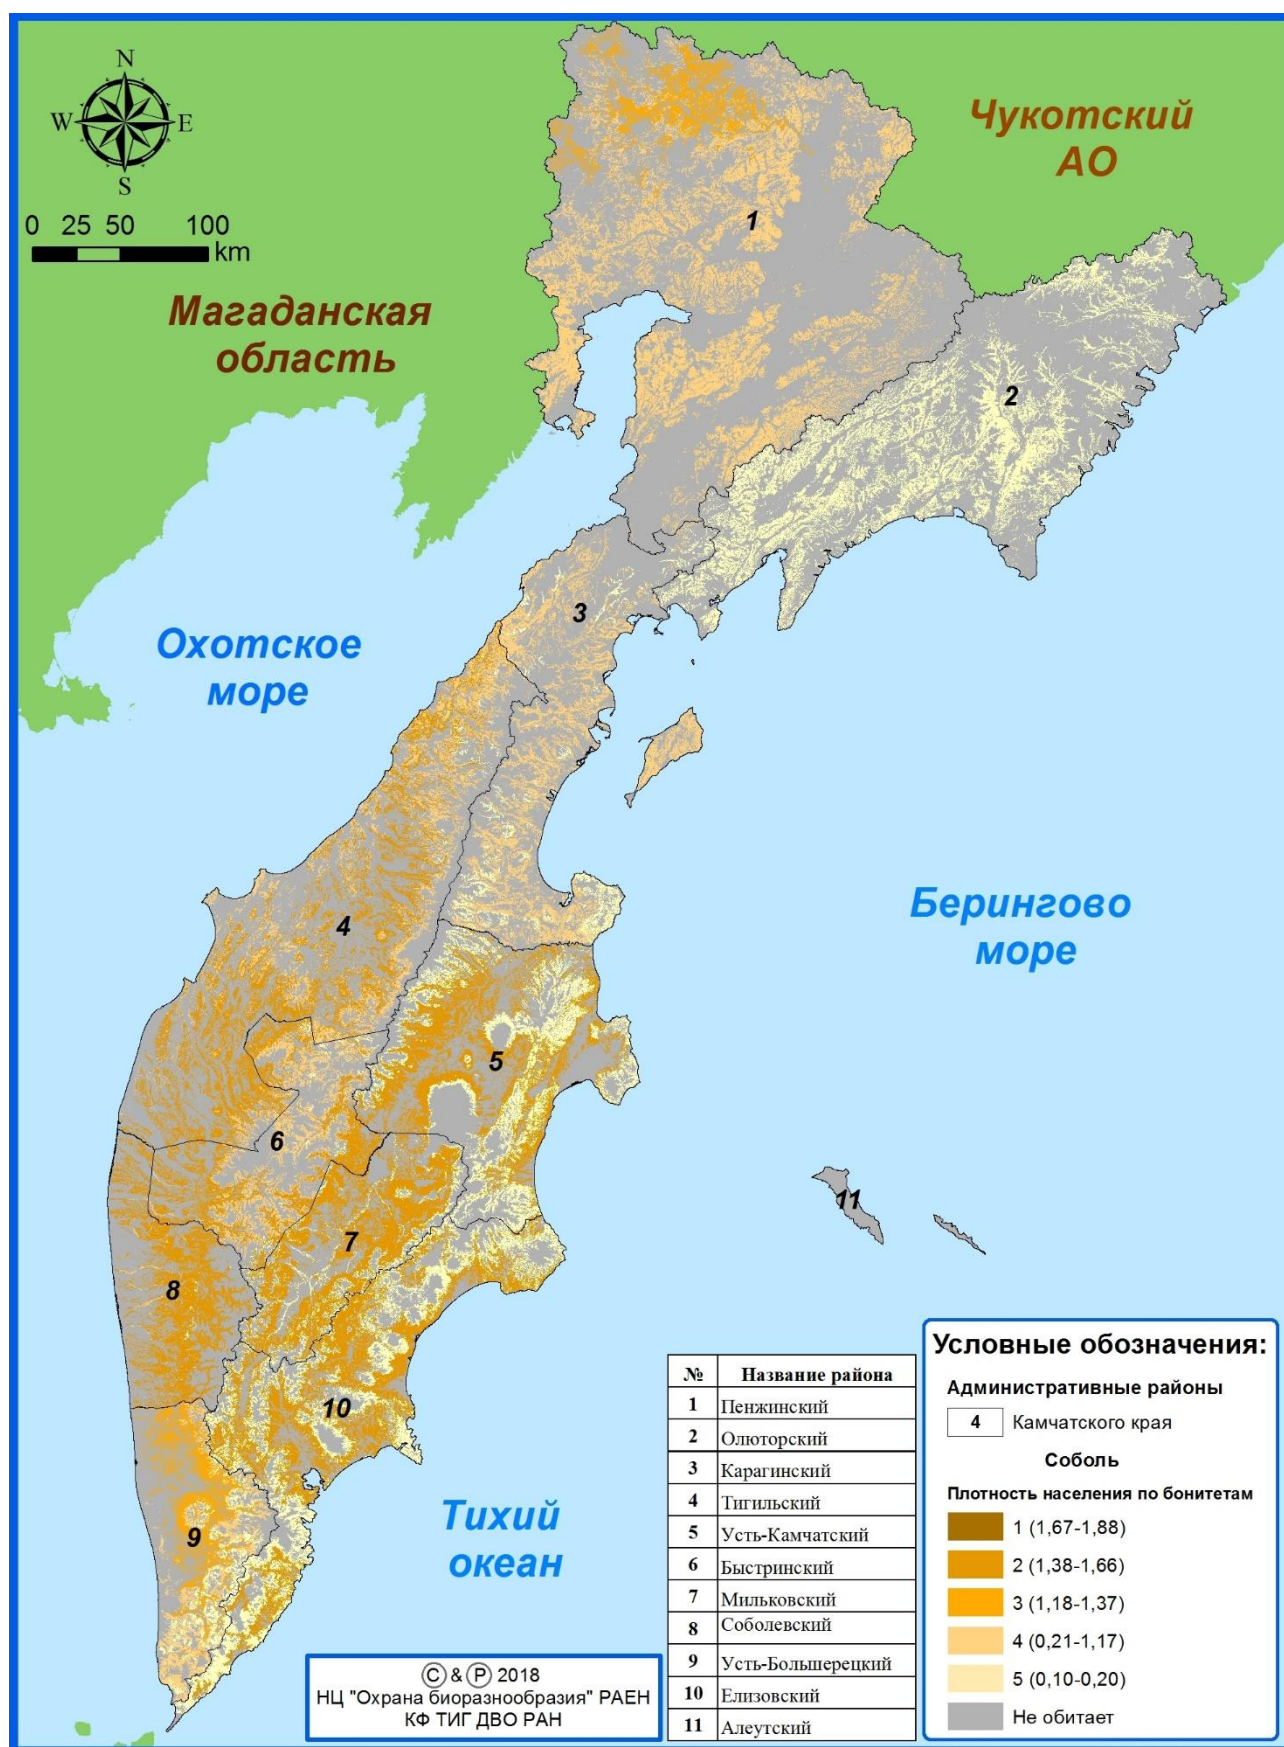 N
W E
S
0 25 50 100
km
Чукотский
АО
Магаданская
область
Охотское
море
Берингово
море
Тихий
океан
1
2
3
4
5
6
7
8
9
10
11
№ Название района
1 Пенжинский
2 Олюторский
3 Карагинский
4 Тигильский
5 Усть-Камчатский
6 Быстринский
7 Мильковский
8 Соболевский
9 Усть-Большерецкий
10 Елизовский
11 Алеутский
Условные обозначения:
Административные районы
4 Камчатского края
Соболь
Плотность населения по бонитетам
1 (1,67-1,88)
2 (1,38-1,66)
3 (1,18-1,37)
4 (0,21-1,17)
5 (0,10-0,20)
Не обитает
Ⓒ & Ⓟ 2018
НЦ "Охрана биоразнообразия" РАЕН
КФ ТИГ ДВО РАН